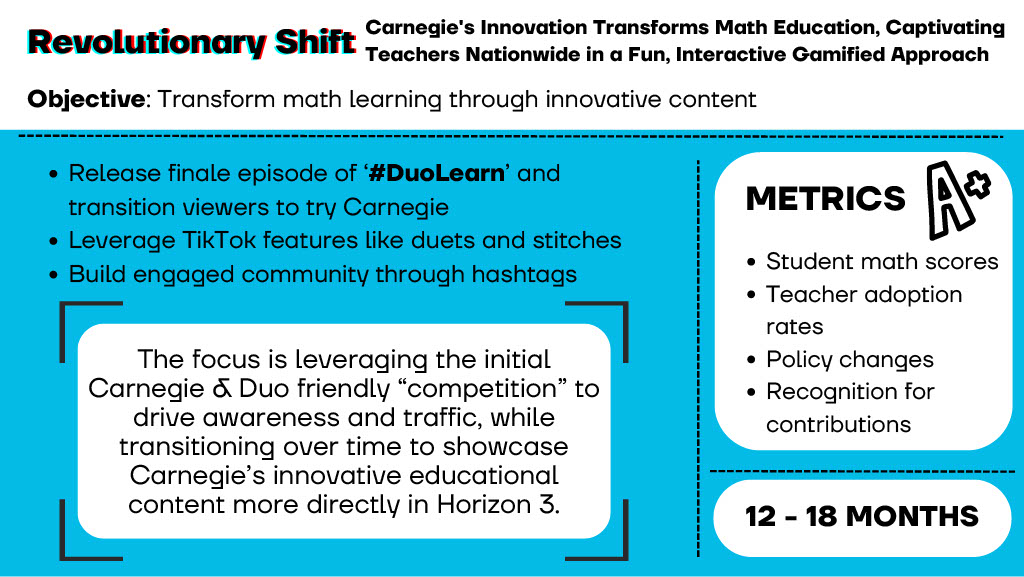 Revolutionary Shift
Carnegie's Innovation Transforms Math Education, Captivating
Teachers Nationwide in a Fun, Interactive Gamified Approach
Objective: Transform math learning through innovative content
• Release finale episode of ‘#DuoLearn’ and
transition viewers to try Carnegie
• Leverage TikTok features like duets and stitches
• Build engaged community through hashtags
The focus is leveraging the initial
Carnegie & Duo friendly “competition” to
drive awareness and traffic, while
transitioning over time to showcase
Carnegie’s innovative educational
content more directly in Horizon 3.
METRICS
A+
• Student math scores
• Teacher adoption
rates
• Policy changes
• Recognition for
contributions
12 - 18 MONTHS